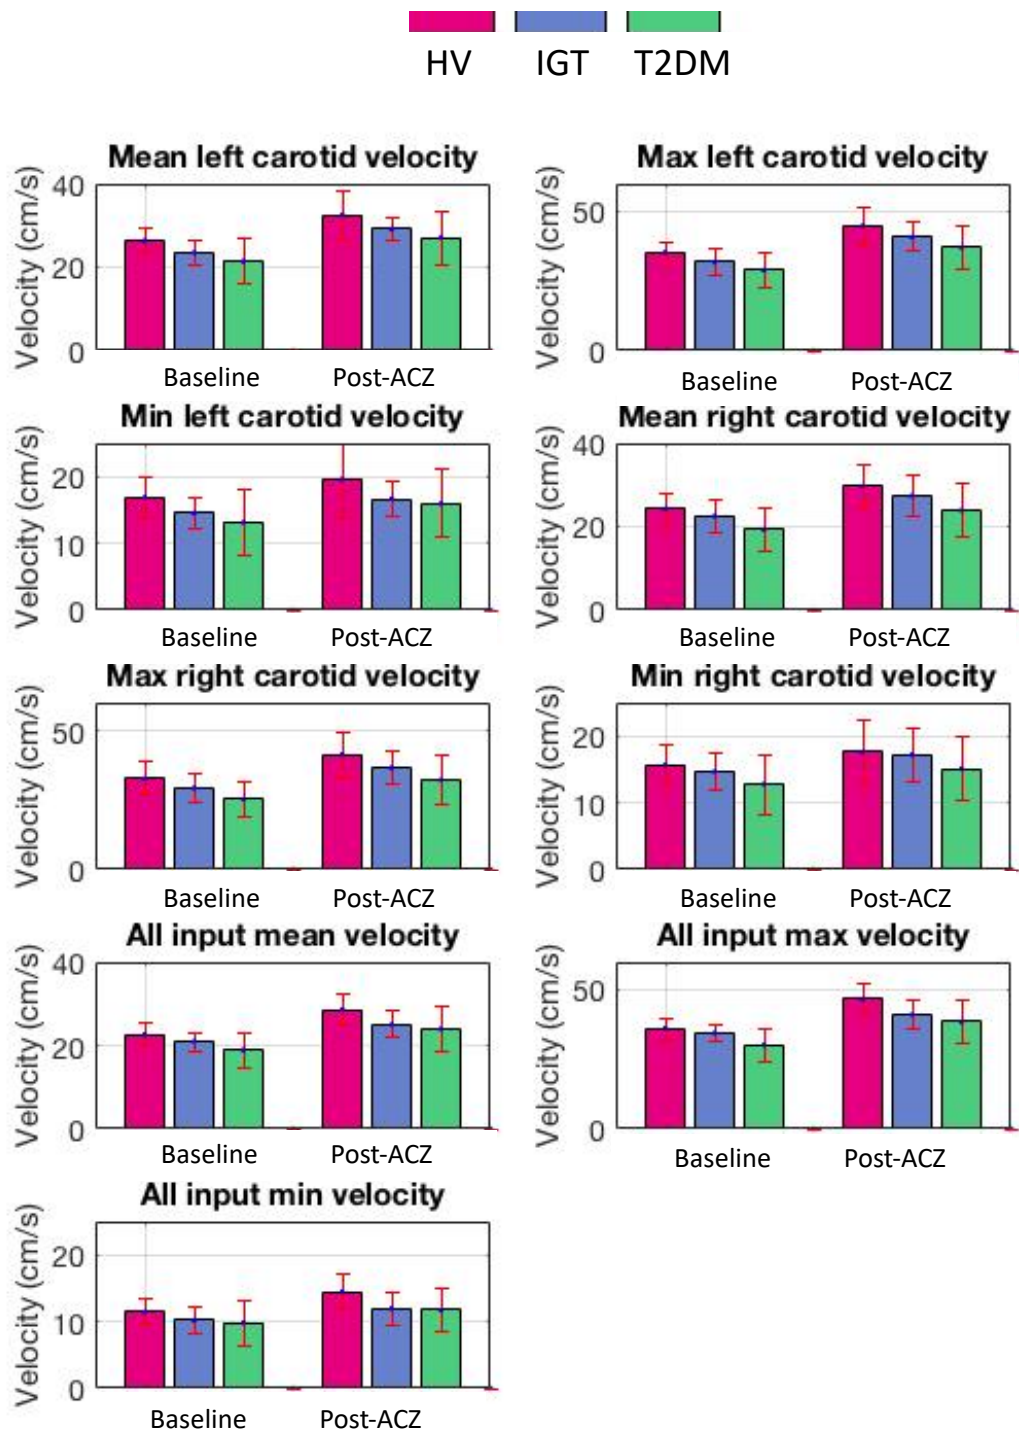 HV IGT T2DM
Mean left carotid velocity
Velocity (cm/s)
40
20
0
Baseline Post-ACZ
Max left carotid velocity
Velocity (cm/s)
50
0
Baseline Post-ACZ
Min left carotid velocity
Velocity (cm/s)
20
10
0
Baseline Post-ACZ
Mean right carotid velocity
Velocity (cm/s)
40
20
0
Baseline Post-ACZ
Max right carotid velocity
Velocity (cm/s)
50
0
Baseline Post-ACZ
Min right carotid velocity
Velocity (cm/s)
20
10
0
Baseline Post-ACZ
All input mean velocity
Velocity (cm/s)
40
20
0
Baseline Post-ACZ
All input max velocity
Velocity (cm/s)
50
0
Baseline Post-ACZ
All input min velocity
Velocity (cm/s)
20
10
0
Baseline Post-ACZ